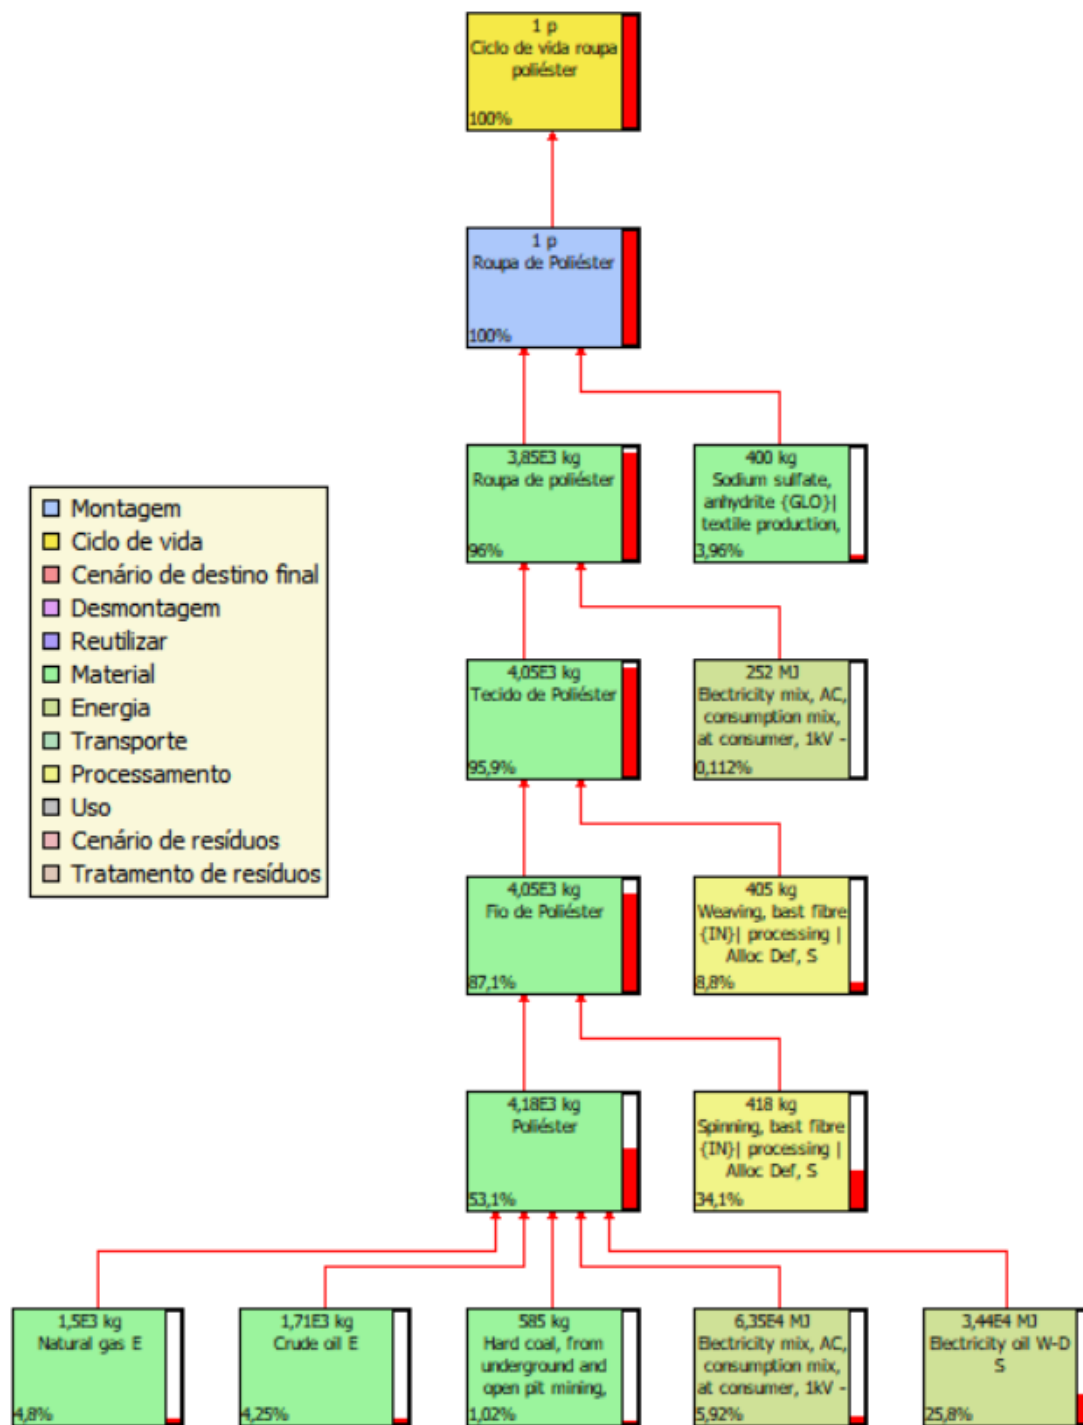 1 p
Ciclo de vida roupa
poliéster
100%
1 p
Roupa de Poliéster
100%
3,85E3 kg
Roupa de poliéster
96%
400 kg
Sodium sulfate,
anhydrite {GLO}|
textile production,
3,96%
Montagem
Ciclo de vida
Cenário de destino final
Desmontagem
Reutilizar
Material
Energia
Transporte
Processamento
Uso
Cenário de resíduos
Tratamento de resíduos
4,05E3 kg
Tecido de Poliéster
95,9%
252 MJ
Electricity mix, AC,
consumption mix,
at consumer, 1kV -
0,112%
4,05E3 kg
Fio de Poliéster
87,1%
405 kg
Weaving, bast fibre
{IN}| processing |
Alloc Def, S
8,8%
4,18E3 kg
Poliéster
53,1%
418 kg
Spinning, bast fibre
{IN}| processing |
Alloc Def, S
34,1%
1,5E3 kg
Natural gas E
4,8%
1,71E3 kg
Crude oil E
4,25%
585 kg
Hard coal, from
underground and
open pit mining,
1,02%
6,35E4 MJ
Electricity mix, AC,
consumption mix,
at consumer, 1kV -
5,92%
3,44E4 MJ
Electricity oil W-D
S
25,8%